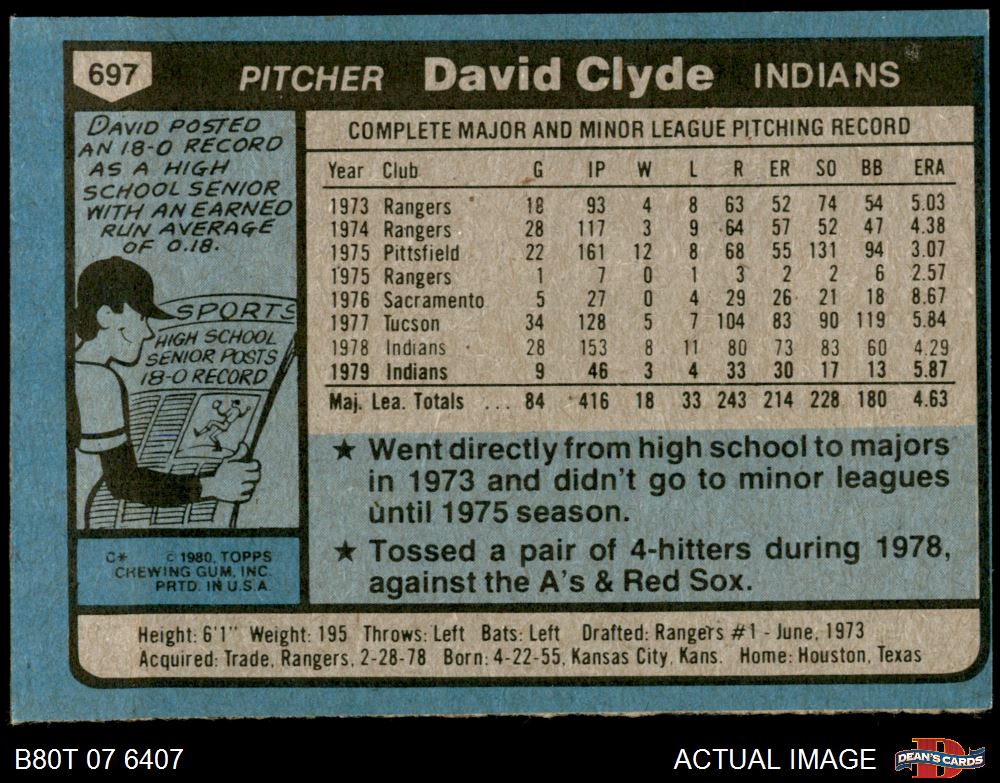 697 PITCHER David Clyde INDIANS
DAVID POSTED
AN 18-0 RECORD
AS A HIGH
SCHOOL SENIOR
WITH AN EARNED
RUN AVERAGE
OF 0.18.
SPORTS
HIGH SCHOOL
SENIOR POSTS
18-0 RECORD
C* © 1980, TOPPS
CHEWING GUM, INC.
PRTD. IN U.S.A.
COMPLETE MAJOR AND MINOR LEAGUE PITCHING RECORD
Year Club G IP W L R ER SO BB ERA
1973 Rangers 18 93 4 8 63 52 74 54 5.03
1974 Rangers 28 117 3 9 64 57 52 47 4.38
1975 Pittsfield 22 161 12 8 68 55 131 94 3.07
1975 Rangers 1 7 0 1 3 2 2 6 2.57
1976 Sacramento 5 27 0 4 29 26 21 18 8.67
1977 Tucson 34 128 5 7 104 83 90 119 5.84
1978 Indians 28 153 8 11 80 73 83 60 4.29
1979 Indians 9 46 3 4 33 30 17 13 5.87
Maj. Lea. Totals ... 84 416 18 33 243 214 228 180 4.63
★ Went directly from high school to majors
in 1973 and didn't go to minor leagues
until 1975 season.
★ Tossed a pair of 4-hitters during 1978,
against the A's & Red Sox.
Height: 6'1" Weight: 195 Throws: Left Bats: Left Drafted: Rangers #1 - June, 1973
Acquired: Trade, Rangers, 2-28-78 Born: 4-22-55, Kansas City, Kans. Home: Houston, Texas
B80T 07 6407 ACTUAL IMAGE DEAN'S CARDS